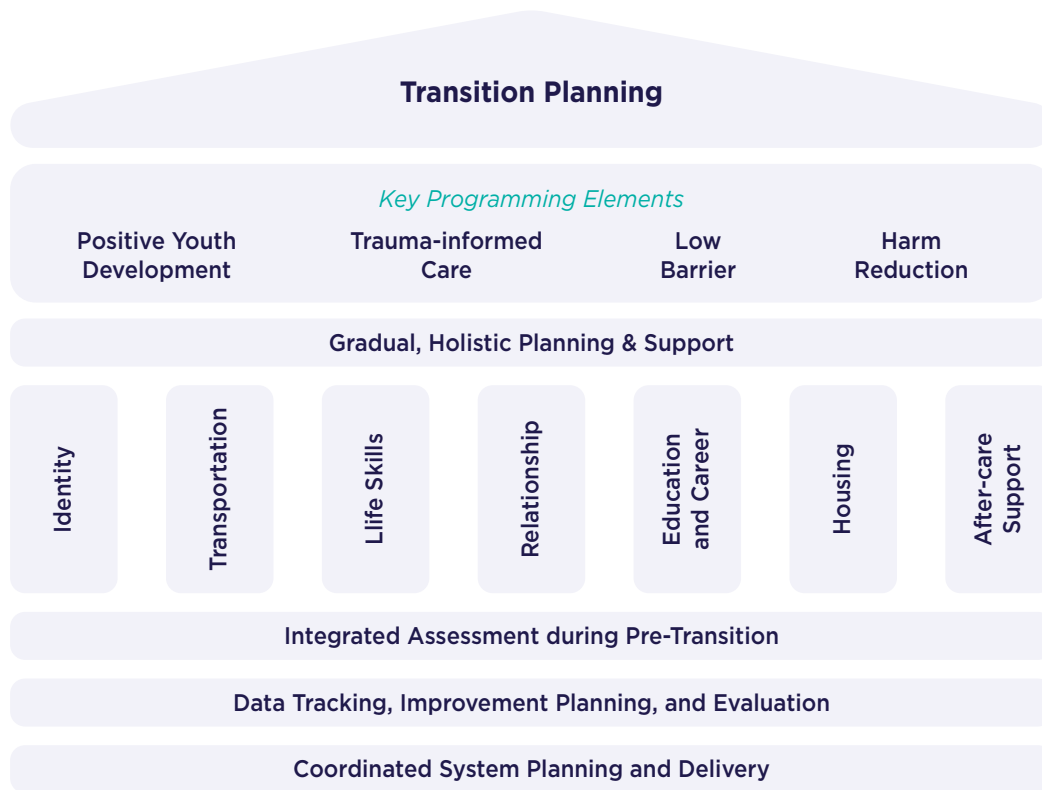 Transition Planning
Key Programming Elements
Positive Youth
Development
Trauma-informed
Care
Low
Barrier
Harm
Reduction
Gradual, Holistic Planning & Support
Identity
Transportation
Llife Skills
Relationship
Education
and Career
Housing
After-care
Support
Integrated Assessment during Pre-Transition
Data Tracking, Improvement Planning, and Evaluation
Coordinated System Planning and Delivery